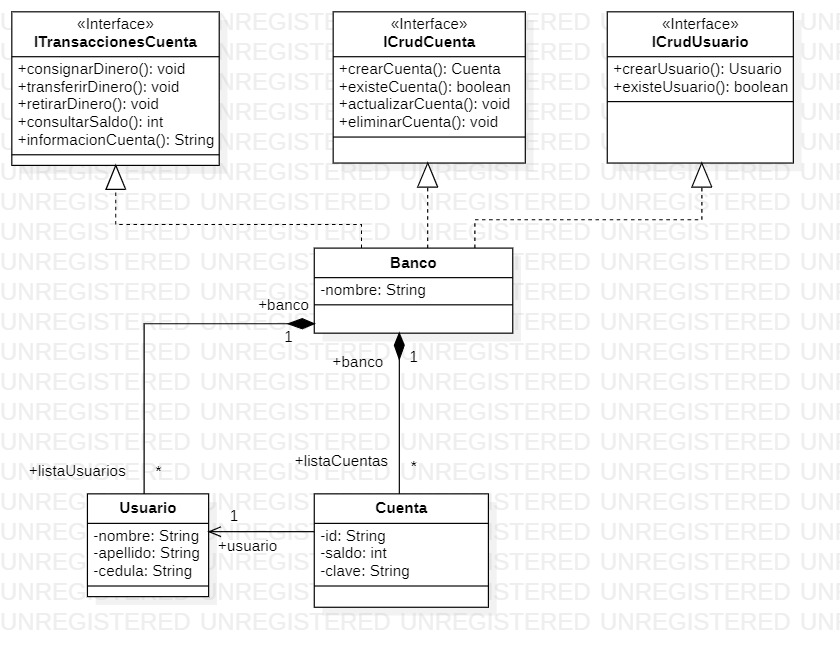 «Interface»
ITransaccionesCuenta
+consignarDinero(): void
+transferirDinero(): void
+retirarDinero(): void
+consultarSaldo(): int
+informacionCuenta(): String
«Interface»
ICrudCuenta
+crearCuenta(): Cuenta
+existeCuenta(): boolean
+actualizarCuenta(): void
+eliminarCuenta(): void
«Interface»
ICrudUsuario
+crearUsuario(): Usuario
+existeUsuario(): boolean
Banco
-nombre: String
+banco
1
+banco
1
+listaUsuarios
*
+listaCuentas
*
Usuario
-nombre: String
-apellido: String
-cedula: String
1
+usuario
Cuenta
-id: String
-saldo: int
-clave: String
UNREGISTERED UNREGISTERED UNREGISTERED UNREGISTERED